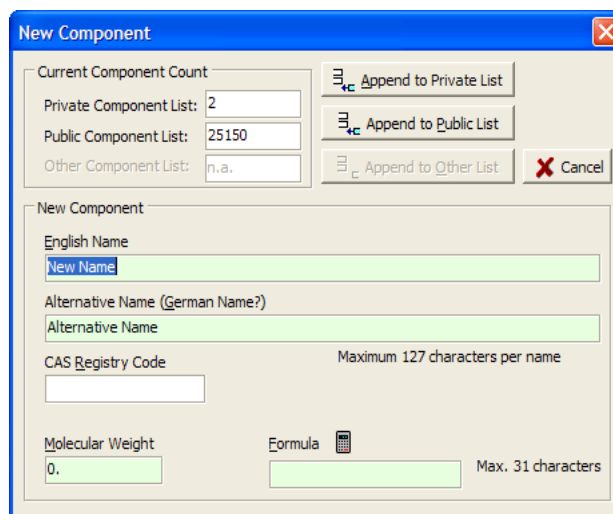 New Component
Current Component Count
Private Component List: 2
Public Component List: 25150
Other Component List: n.a.
Append to Private List
Append to Public List
Append to Other List
Cancel
New Component
English Name
New Name
Alternative Name (German Name?)
Alternative Name
CAS Registry Code
Maximum 127 characters per name
Molecular Weight
0.
Formula
Max. 31 characters